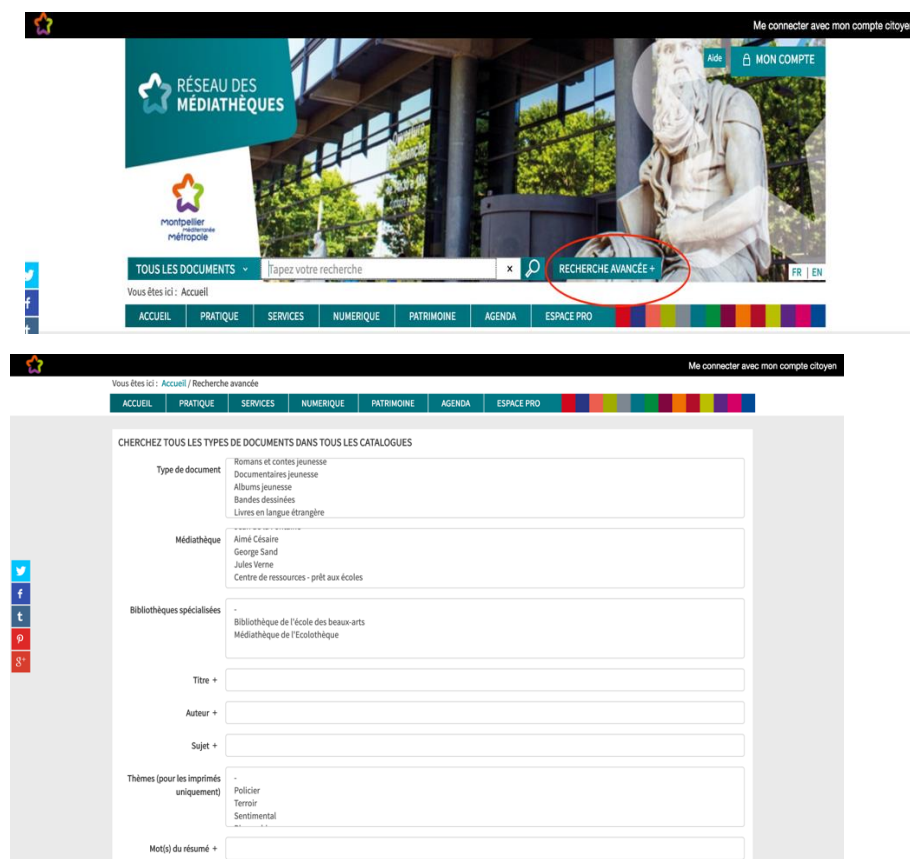 Me connecter avec mon compte citoye
Aide
MON COMPTE
RÉSEAU DES
MÉDIATHÈQUES
Montpellier
méditerranée
Métropole
TOUS LES DOCUMENTS
Tapez votre recherche
x
RECHERCHE AVANCÉE +
FR | EN
Vous êtes ici : Accueil
ACCUEIL PRATIQUE SERVICES NUMERIQUE PATRIMOINE AGENDA ESPACE PRO
Me connecter avec mon compte citoyen
Vous êtes ici : Accueil / Recherche avancée
ACCUEIL PRATIQUE SERVICES NUMERIQUE PATRIMOINE AGENDA ESPACE PRO
CHERCHEZ TOUS LES TYPES DE DOCUMENTS DANS TOUS LES CATALOGUES
Type de document
Romans et contes jeunesse
Documentaires jeunesse
Albums jeunesse
Bandes dessinées
Livres en langue étrangère
Médiathèque
Aimé Césaire
George Sand
Jules Verne
Centre de ressources - prêt aux écoles
Bibliothèques spécialisées
-
Bibliothèque de l'école des beaux-arts
Médiathèque de l'Ecolothèque
Titre +
Auteur +
Sujet +
Thèmes (pour les imprimés
uniquement)
-
Policier
Terroir
Sentimental
Mot(s) du résumé +